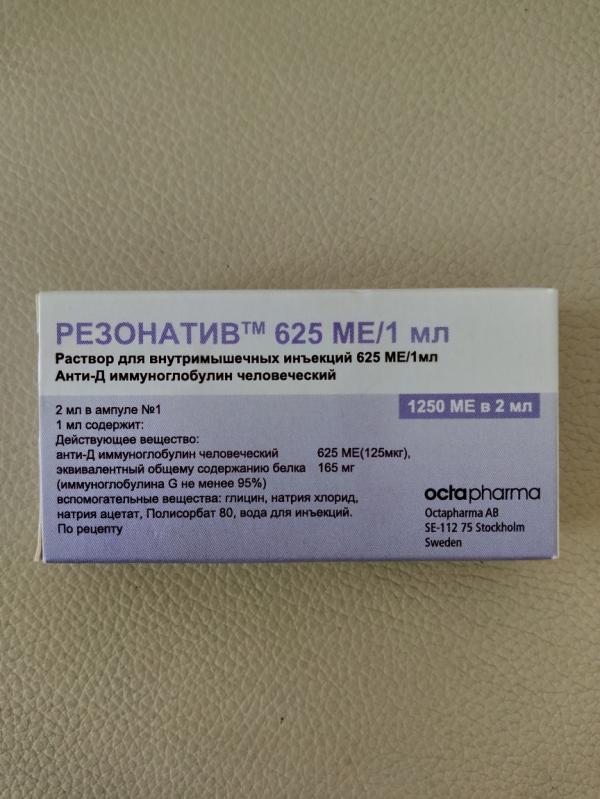 РЕЗОНАТИВ™ 625 МЕ/1 мл
Раствор для внутримышечных инъекций 625 МЕ/1мл
Анти-Д иммуноглобулин человеческий
1250 МЕ в 2 мл
2 мл в ампуле №1
1 мл содержит:
Действующее вещество:
анти-Д иммуноглобулин человеческий 625 МЕ(125мкг),
эквивалентный общему содержанию белка 165 мг
(иммуноглобулина G не менее 95%)
вспомогательные вещества: глицин, натрия хлорид,
натрия ацетат, Полисорбат 80, вода для инъекций.
По рецепту
octapharma
Octapharma AB
SE-112 75 Stockholm
Sweden